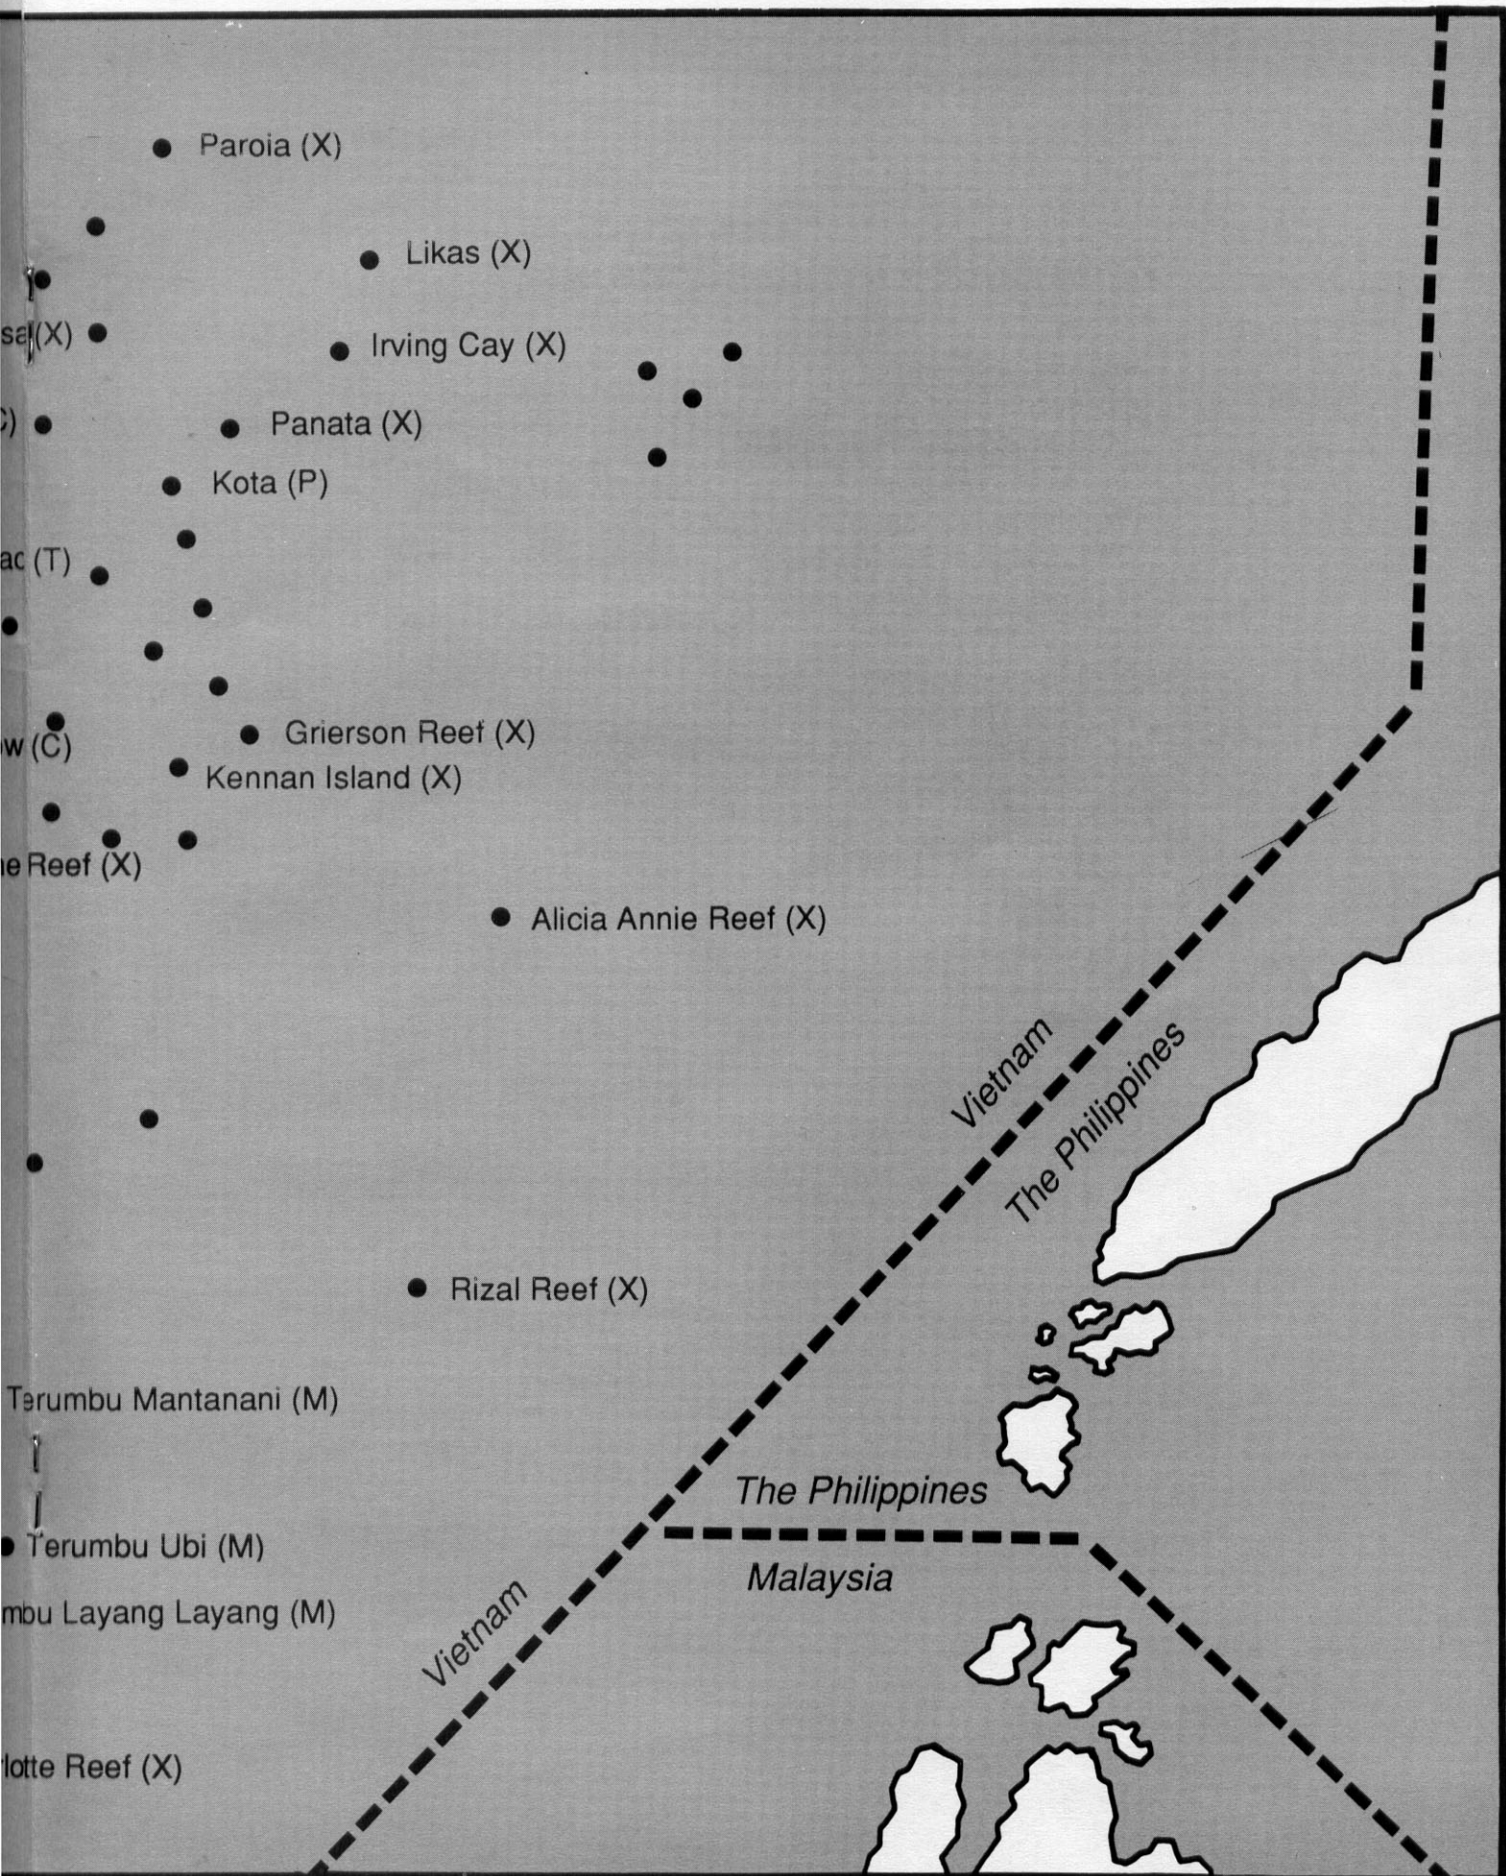 Paroia (X)
Likas (X)
(X)
Irving Cay (X)
Panata (X)
Kota (P)
(T)
Grierson Reef (X)
(C)
Kennan Island (X)
Reef (X)
Alicia Annie Reef (X)
Vietnam
The Philippines
Rizal Reef (X)
Terumbu Mantanani (M)
The Philippines
Terumbu Ubi (M)
Malaysia
Layang Layang (M)
Vietnam
Reef (X)